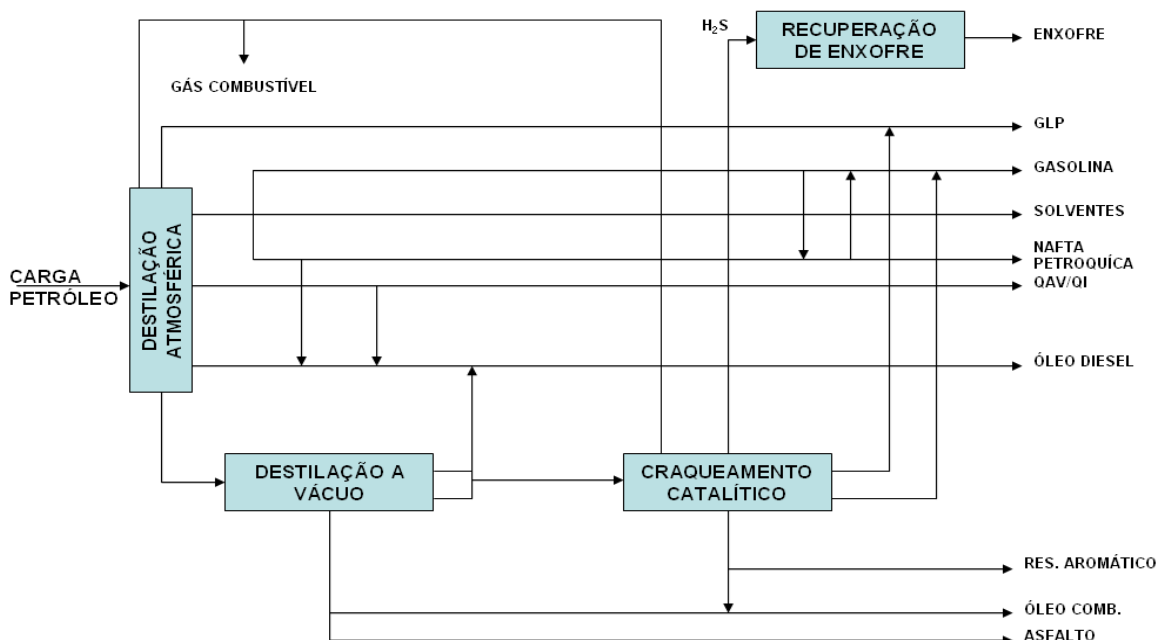 H₂S
RECUPERAÇÃO
DE ENXOFRE
ENXOFRE
GÁS COMBUSTÍVEL
GLP
GASOLINA
SOLVENTES
DESTILAÇÃO
ATMOSFÉRICA
NAFTA
PETROQUÍCA
CARGA
PETRÓLEO
QAV/QI
ÓLEO DIESEL
DESTILAÇÃO A
VÁCUO
CRAQUEAMENTO
CATALÍTICO
RES. AROMÁTICO
ÓLEO COMB.
ASFALTO